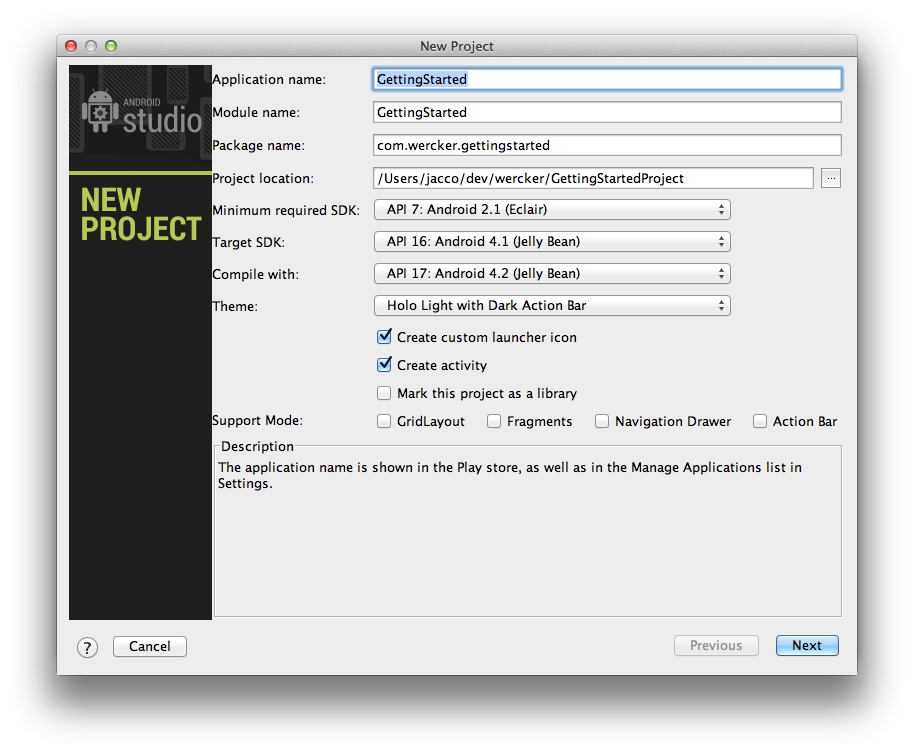 New Project
ANDROID
studio
NEW
PROJECT
Application name: GettingStarted
Module name: GettingStarted
Package name: com.wercker.gettingstarted
Project location: /Users/jacco/dev/wercker/GettingStartedProject ...
Minimum required SDK: API 7: Android 2.1 (Eclair)
Target SDK: API 16: Android 4.1 (Jelly Bean)
Compile with: API 17: Android 4.2 (Jelly Bean)
Theme: Holo Light with Dark Action Bar
Create custom launcher icon
Create activity
Mark this project as a library
Support Mode: GridLayout Fragments Navigation Drawer Action Bar
Description
The application name is shown in the Play store, as well as in the Manage Applications list in
Settings.
? Cancel Previous Next